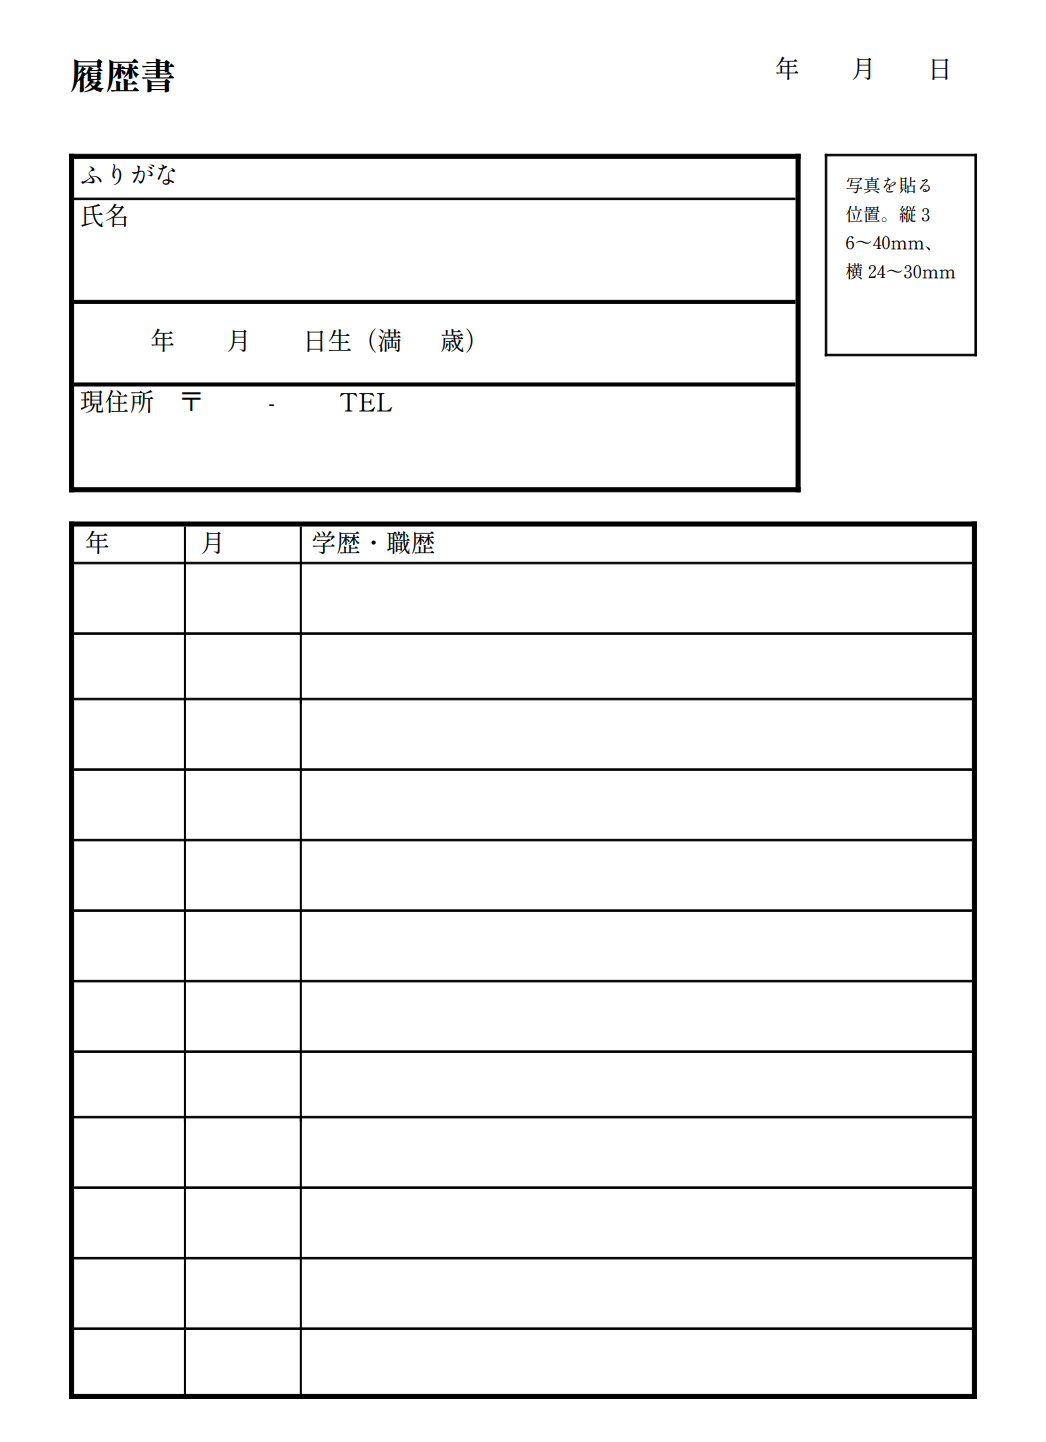 履歴書
年 月 日
ふりがな
氏名
年 月 日生（満 歳）
現住所 〒 - TEL
写真を貼る
位置。縦 3
6～40mm、
横 24～30mm
年 月 学歴・職歴